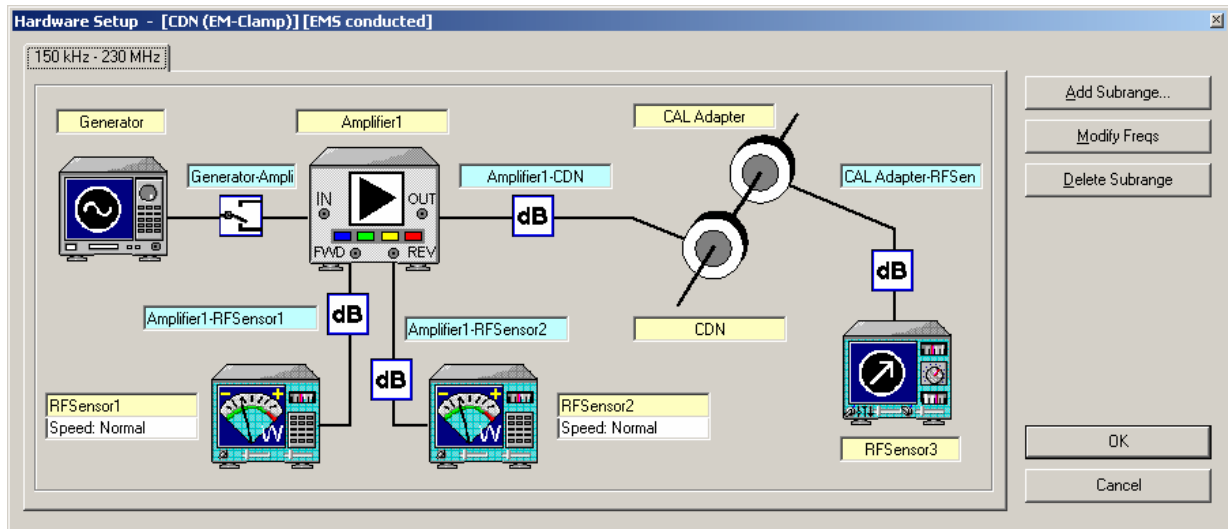 Hardware Setup - [CDN (EM-Clamp)] [EMS conducted]
150 kHz - 230 MHz
Generator
Amplifier1
CAL Adapter
Generator-Ampli
Amplifier1-CDN
CAL Adapter-RFSen
IN
OUT
FWD
REV
dB
dB
dB
dB
Amplifier1-RFSensor1
Amplifier1-RFSensor2
CDN
RFSensor1
Speed: Normal
RFSensor2
Speed: Normal
RFSensor3
Add Subrange...
Modify Freqs
Delete Subrange
OK
Cancel